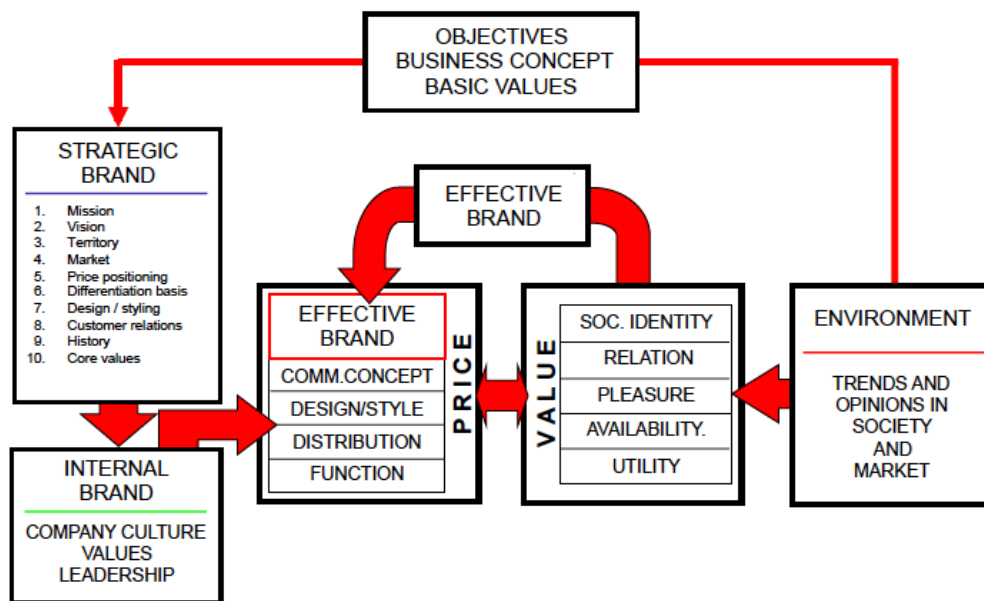 OBJECTIVES
BUSINESS CONCEPT
BASIC VALUES
STRATEGIC
BRAND
1. Mission
2. Vision
3. Territory
4. Market
5. Price positioning
6. Differentiation basis
7. Design / styling
8. Customer relations
9. History
10. Core values
EFFECTIVE
BRAND
EFFECTIVE
BRAND
COMM.CONCEPT
DESIGN/STYLE
DISTRIBUTION
FUNCTION
PRICE
VALUE
SOC. IDENTITY
RELATION
PLEASURE
AVAILABILITY.
UTILITY
ENVIRONMENT
TRENDS AND
OPINIONS IN
SOCIETY
AND
MARKET
INTERNAL
BRAND
COMPANY CULTURE
VALUES
LEADERSHIP